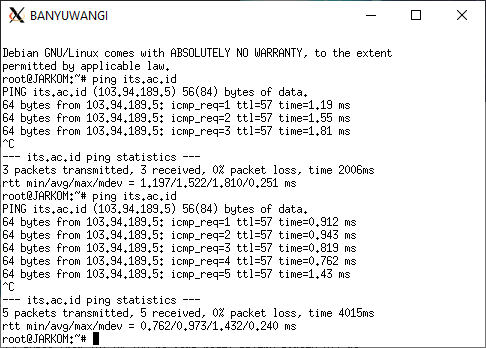 BANYUWANGI
Debian GNU/Linux comes with ABSOLUTELY NO WARRANTY, to the extent
permitted by applicable law.
root@JARKOM:~# ping its.ac.id
PING its.ac.id (103.94.189.5) 56(84) bytes of data.
64 bytes from 103.94.189.5: icmp_req=1 ttl=57 time=1.19 ms
64 bytes from 103.94.189.5: icmp_req=2 ttl=57 time=1.55 ms
64 bytes from 103.94.189.5: icmp_req=3 ttl=57 time=1.81 ms
^C
--- its.ac.id ping statistics ---
3 packets transmitted, 3 received, 0% packet loss, time 2006ms
rtt min/avg/max/mdev = 1.197/1.522/1.810/0.251 ms
root@JARKOM:~# ping its.ac.id
PING its.ac.id (103.94.189.5) 56(84) bytes of data.
64 bytes from 103.94.189.5: icmp_req=1 ttl=57 time=0.912 ms
64 bytes from 103.94.189.5: icmp_req=2 ttl=57 time=0.943 ms
64 bytes from 103.94.189.5: icmp_req=3 ttl=57 time=0.819 ms
64 bytes from 103.94.189.5: icmp_req=4 ttl=57 time=0.762 ms
64 bytes from 103.94.189.5: icmp_req=5 ttl=57 time=1.43 ms
^C
--- its.ac.id ping statistics ---
5 packets transmitted, 5 received, 0% packet loss, time 4015ms
rtt min/avg/max/mdev = 0.762/0.973/1.432/0.240 ms
root@JARKOM:~#